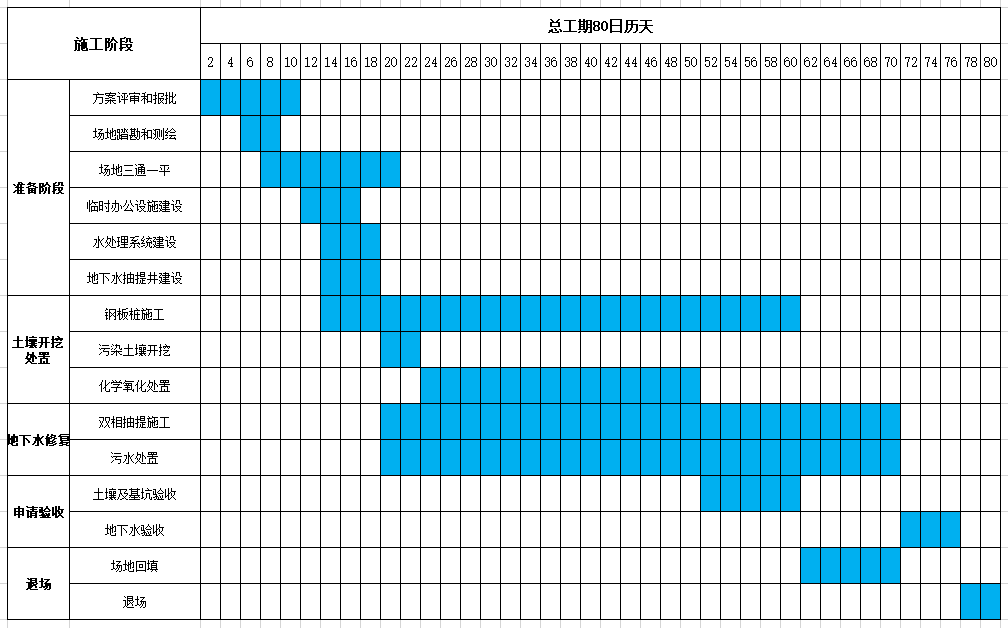 施工阶段
总工期80日历天
2 4 6 8 10 12 14 16 18 20 22 24 26 28 30 32 34 36 38 40 42 44 46 48 50 52 54 56 58 60 62 64 66 68 70 72 74 76 78 80
准备阶段
方案评审和报批
场地踏勘和测绘
场地三通一平
临时办公设施建设
水处理系统建设
地下水抽提井建设
土壤开挖
处置
钢板桩施工
污染土壤开挖
化学氧化处置
地下水修复
双相抽提施工
污水处置
申请验收
土壤及基坑验收
地下水验收
退场
场地回填
退场